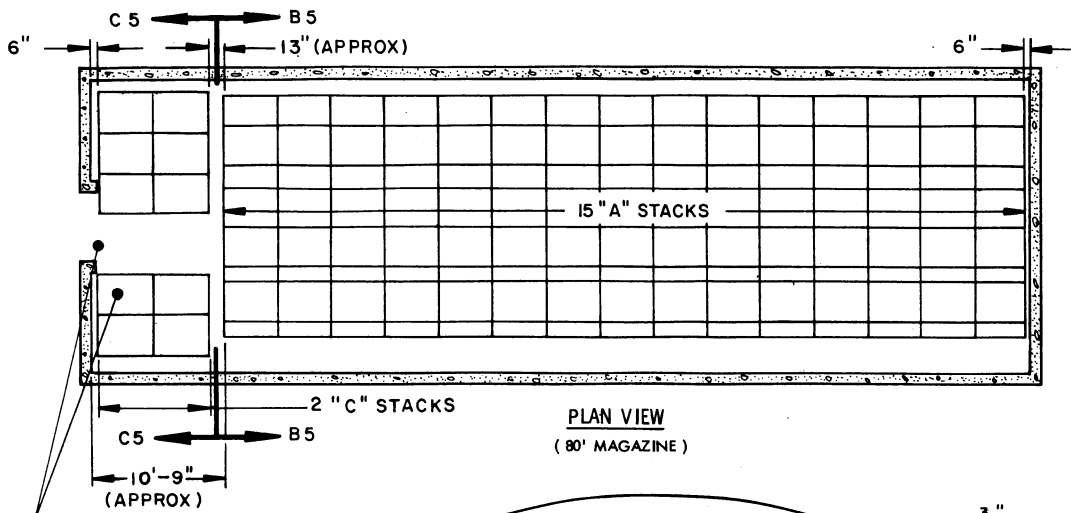 C5 B5
6" 13" (APPROX) 6"
15 "A" STACKS
2 "C" STACKS
C5 B5
PLAN VIEW
(80' MAGAZINE)
10'-9"
(APPROX)
3"